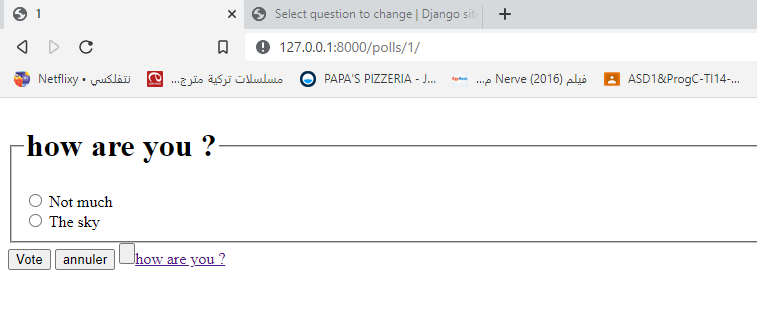 1
Select question to change | Django sit
127.0.0.1:8000/polls/1/
نتفلكسي • Netflixy
مسلسلات تركية مترج...
PAPA'S PIZZERIA - J...
فيلم Nerve (2016) م...
ASD1&ProgC-TI14-...
how are you ?
Not much
The sky
Vote annuler how are you ?